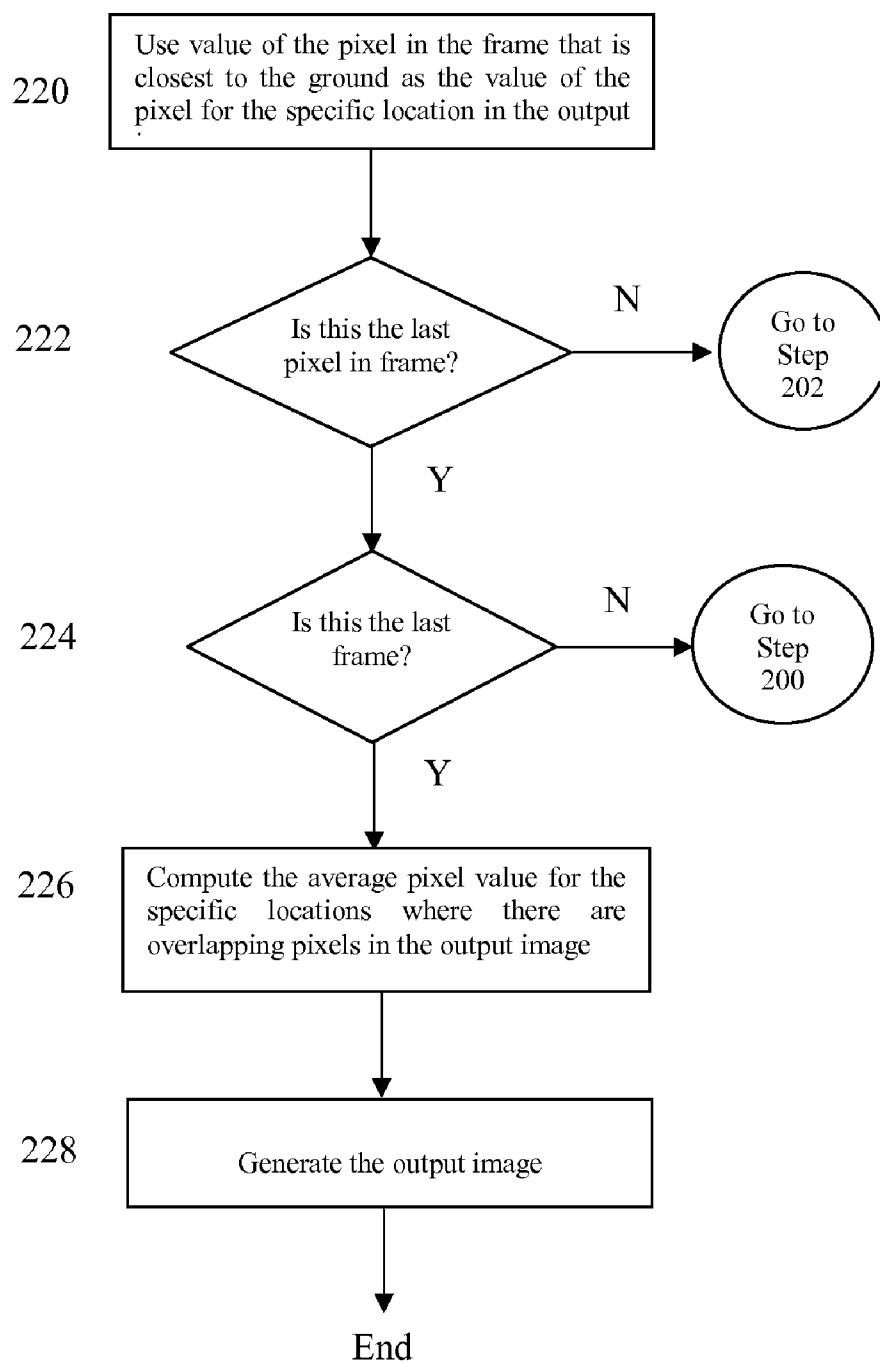 220
Use value of the pixel in the frame that is
closest to the ground as the value of the
pixel for the specific location in the output
222
Is this the last
pixel in frame?
N
Go to
Step
202
Y
224
Is this the last
frame?
N
Go to
Step
200
Y
226
Compute the average pixel value for the
specific locations where there are
overlapping pixels in the output image
228
Generate the output image
End